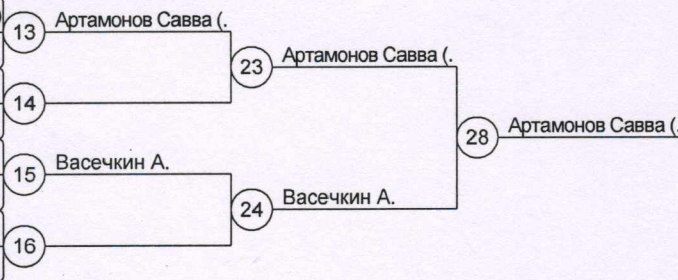 13 Артамонов Савва (.
23 Артамонов Савва (.
14
28 Артамонов Савва (.
15 Васечкин А.
24 Васечкин А.
16